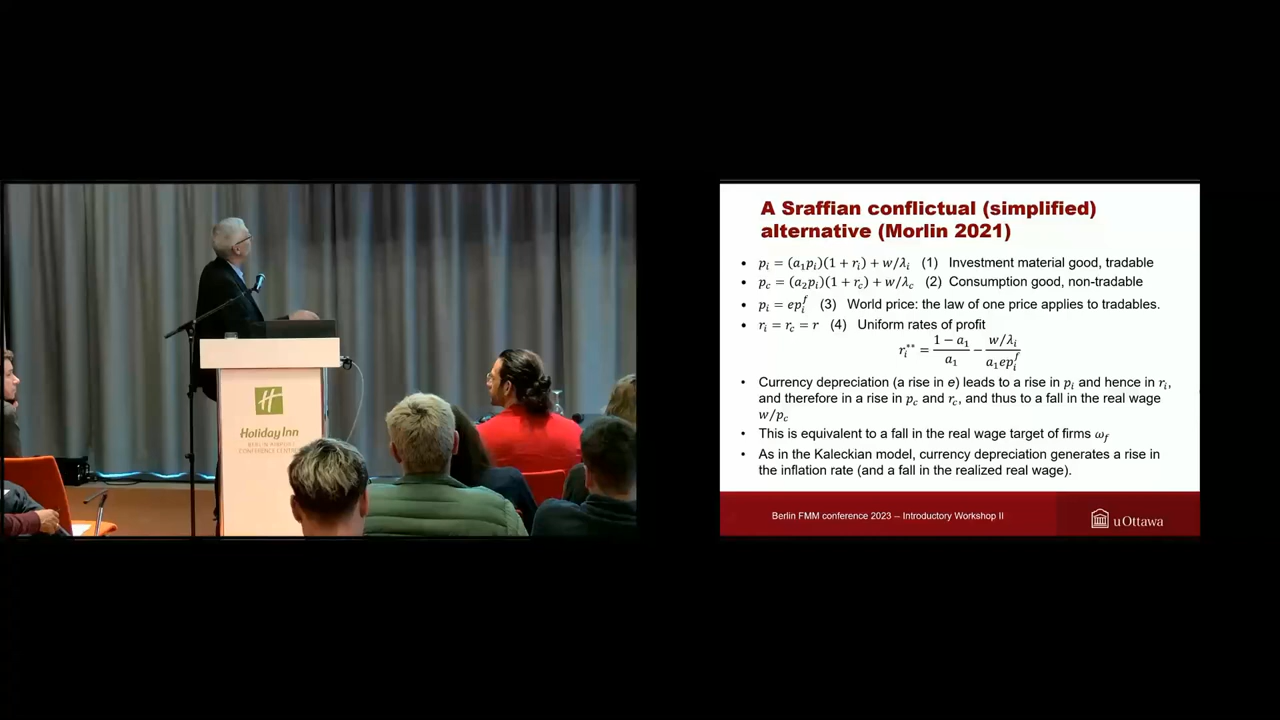 A Sraffian conflictual (simplified)
alternative (Morlin 2021)
• p_i = (a_1p_i)(1 + r_i) + w/λ_i (1) Investment material good, tradable
• p_c = (a_2p_i)(1 + r_c) + w/λ_c (2) Consumption good, non-tradable
• p_i = ep_i^f (3) World price: the law of one price applies to tradables.
• r_i = r_c = r (4) Uniform rates of profit
r_i^** = (1 − a_1)/a_1 − (w/λ_i)/(a_1ep_i^f)
• Currency depreciation (a rise in e) leads to a rise in p_i and hence in r_i,
and therefore in a rise in p_c and r_c, and thus to a fall in the real wage
w/p_c
• This is equivalent to a fall in the real wage target of firms ω_f
• As in the Kaleckian model, currency depreciation generates a rise in
the inflation rate (and a fall in the realized real wage).
Berlin FMM conference 2023 -- Introductory Workshop II
uOttawa
H
Holiday Inn
BERLIN AIRPORT
CONFERENCE CENTRE